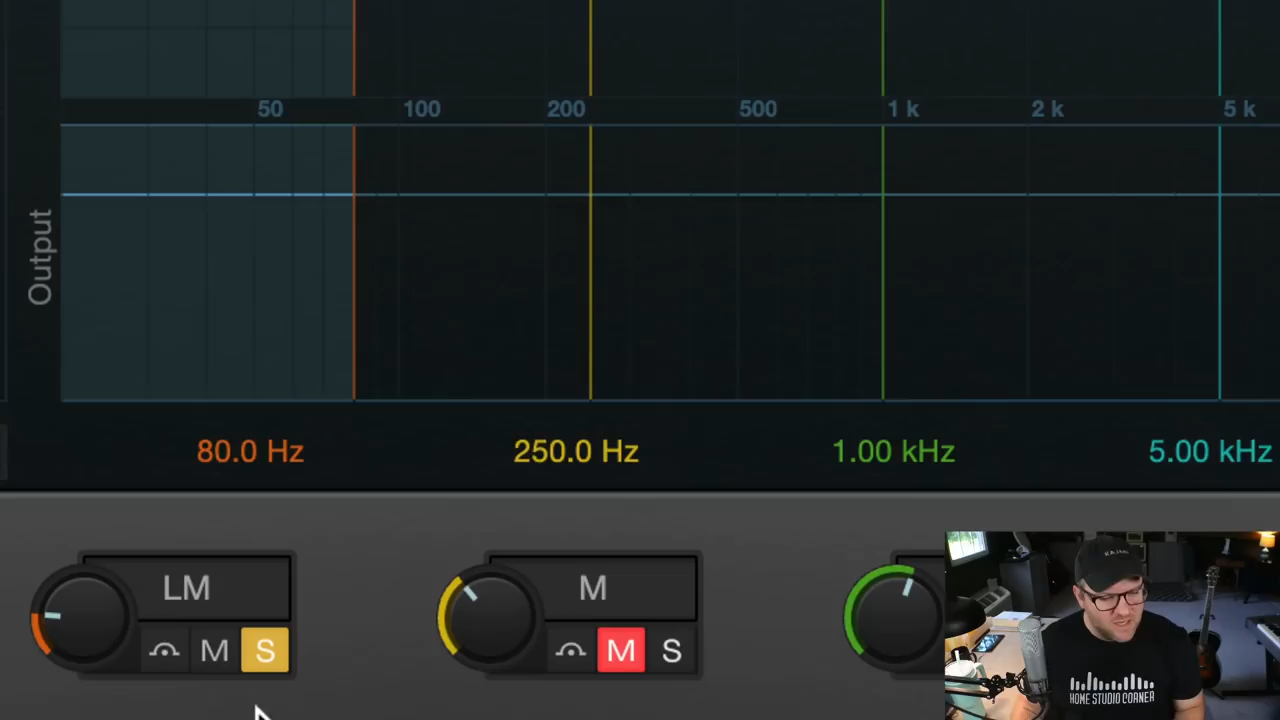 50 100 200 500 1 k 2 k 5 k
Output
80.0 Hz 250.0 Hz 1.00 kHz 5.00 kHz
LM M
M S M S
HOME STUDIO CORNER